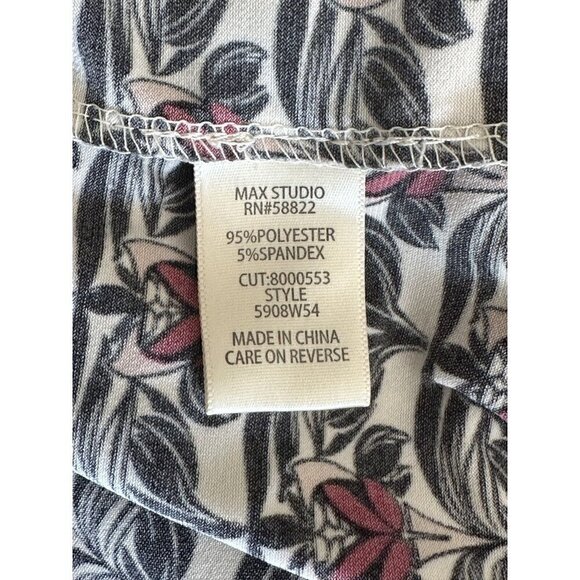 MAX STUDIO
RN#58822
95%POLYESTER
5%SPANDEX
CUT:8000553
STYLE
5908W54
MADE IN CHINA
CARE ON REVERSE